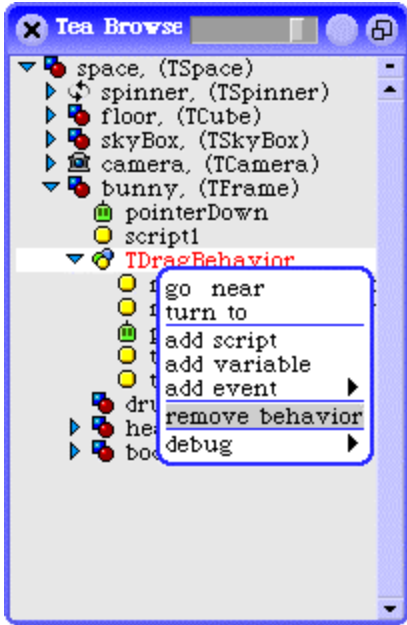 Tea Browse
space, (TSpace)
spinner, (TSpinner)
floor, (TCube)
skyBox, (TSkyBox)
camera, (TCamera)
bunny, (TFrame)
pointerDown
script1
TDragBehavior
go near
turn to
add script
add variable
add event
remove behavior
debug